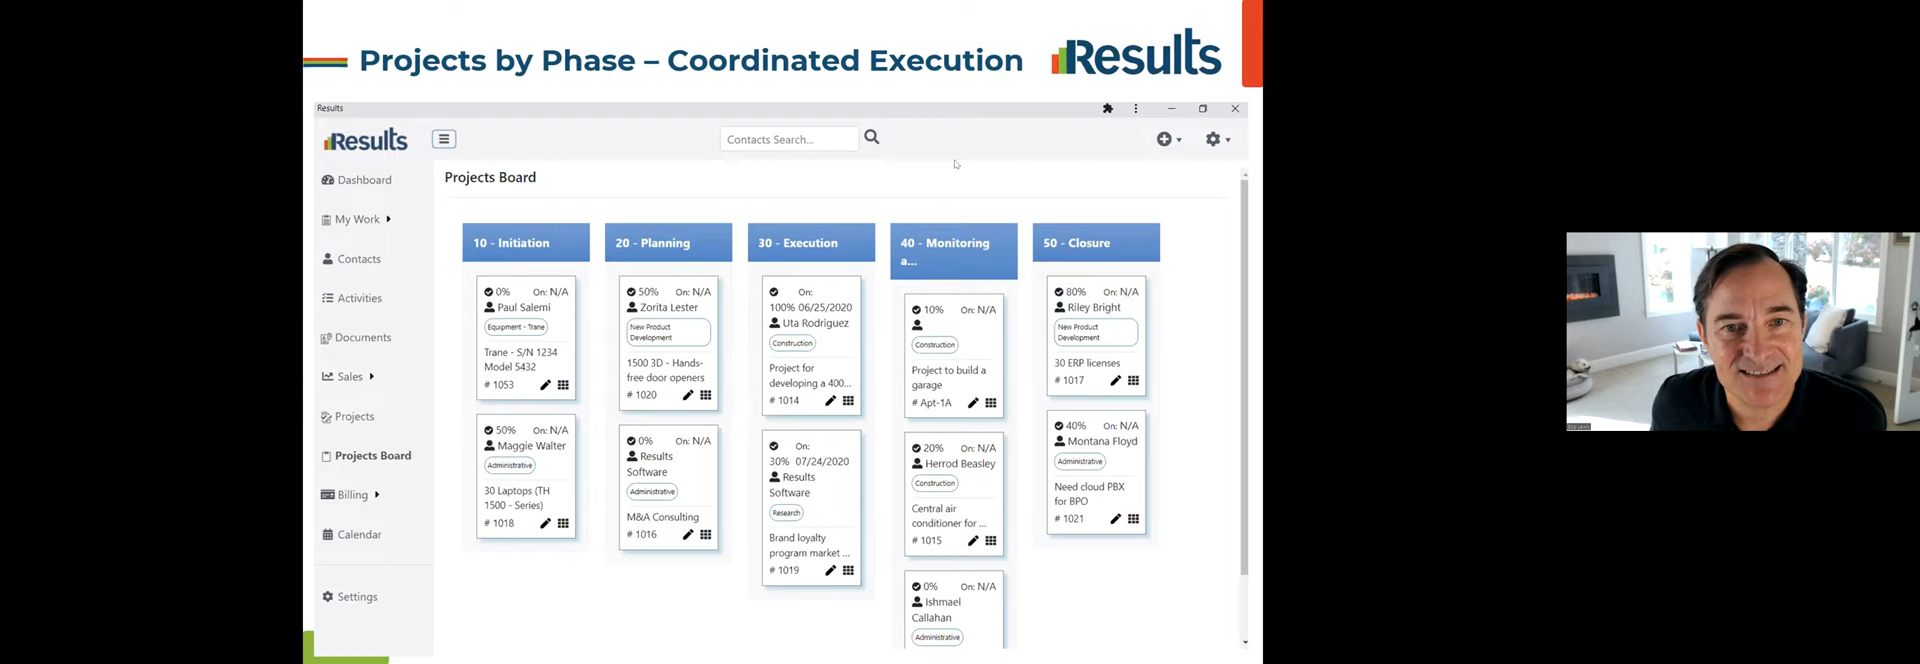 Projects by Phase – Coordinated Execution
Results
Results
Results
Contacts Search...
Dashboard
My Work
Contacts
Activities
Documents
Sales
Projects
Projects Board
Billing
Calendar
Settings
Projects Board
10 - Initiation
0% On: N/A
Paul Salemi
Equipment - Trane
Trane - S/N 1234
Model 5432
# 1053
50% On: N/A
Maggie Walter
Administrative
30 Laptops (TH
1500 - Series)
# 1018
20 - Planning
50% On: N/A
Zorita Lester
New Product
Development
1500 3D - Hands-
free door openers
# 1020
0% On: N/A
Results
Software
Administrative
M&A Consulting
# 1016
30 - Execution
On:
100% 06/25/2020
Uta Rodriguez
Construction
Project for
developing a 400...
# 1014
On:
30% 07/24/2020
Results
Software
Research
Brand loyalty
program market ...
# 1019
40 - Monitoring
a...
10% On: N/A
Construction
Project to build a
garage
# Apt-1A
20% On: N/A
Herrod Beasley
Construction
Central air
conditioner for ...
# 1015
0% On: N/A
Ishmael
Callahan
Administrative
50 - Closure
80% On: N/A
Riley Bright
New Product
Development
30 ERP licenses
# 1017
40% On: N/A
Montana Floyd
Administrative
Need cloud PBX
for BPO
# 1021